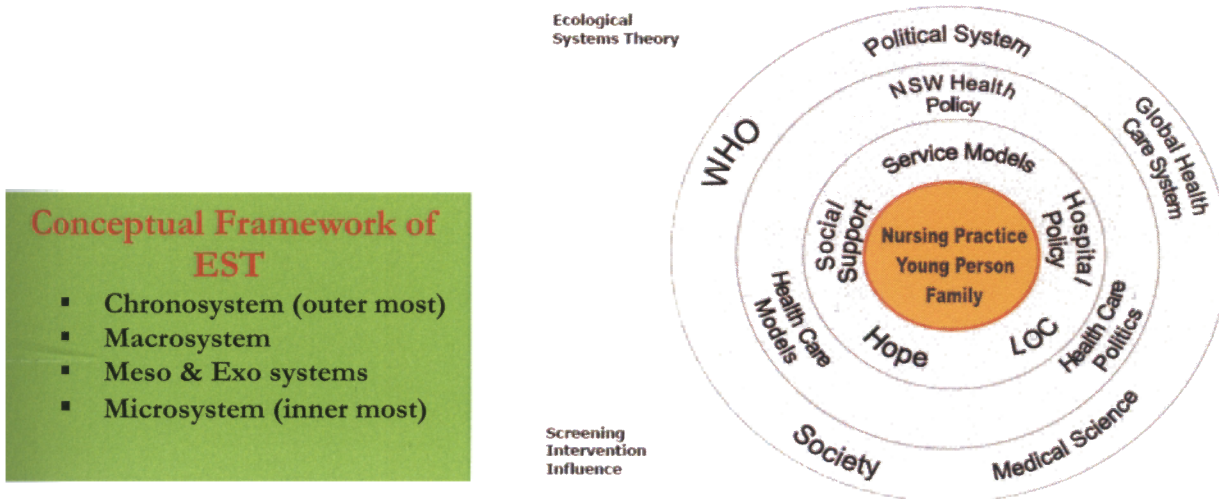 Conceptual Framework of
EST
▪ Chronosystem (outer most)
▪ Macrosystem
▪ Meso & Exo systems
▪ Microsystem (inner most)
Ecological
Systems Theory
Political System
WHO
Global Health
Care System
Society
Medical Science
NSW Health
Policy
Health Care
Models
Health Care
Politics
Service Models
Social
Support
Hospital
Policy
Hope
LOC
Nursing Practice
Young Person
Family
Screening
Intervention
Influence